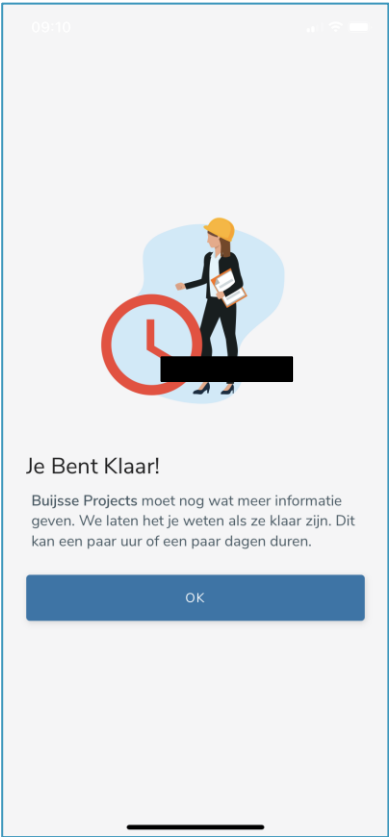 09:10
Je Bent Klaar!
Buijsse Projects moet nog wat meer informatie
geven. We laten het je weten als ze klaar zijn. Dit
kan een paar uur of een paar dagen duren.
OK